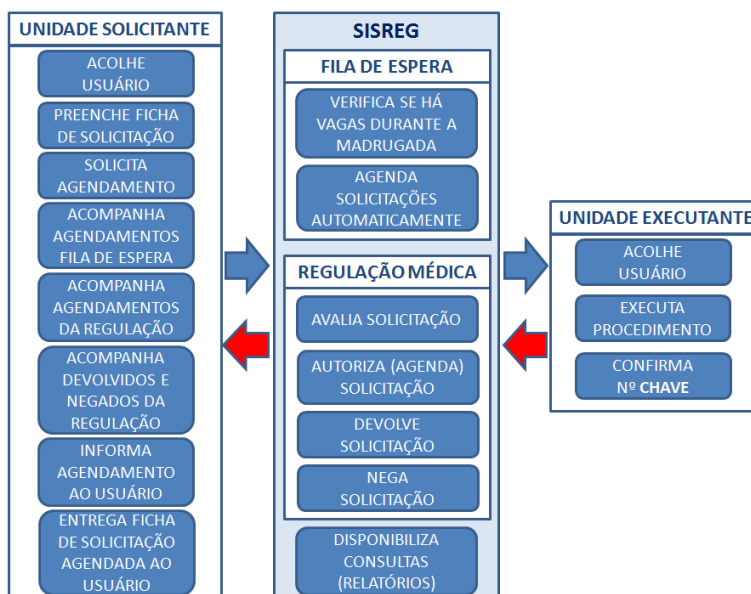 UNIDADE SOLICITANTE
ACOLHE
USUÁRIO
PREENCHE FICHA
DE SOLICITAÇÃO
SOLICITA
AGENDAMENTO
ACOMPANHA
AGENDAMENTOS
FILA DE ESPERA
ACOMPANHA
AGENDAMENTOS
DA REGULAÇÃO
ACOMPANHA
DEVOLVIDOS E
NEGADOS DA
REGULAÇÃO
INFORMA
AGENDAMENTO
AO USUÁRIO
ENTREGA FICHA
DE SOLICITAÇÃO
AGENDADA AO
USUÁRIO
SISREG
FILA DE ESPERA
VERIFICA SE HÁ
VAGAS DURANTE A
MADRUGADA
AGENDA
SOLICITAÇÕES
AUTOMATICAMENTE
REGULAÇÃO MÉDICA
AVALIA SOLICITAÇÃO
AUTORIZA (AGENDA)
SOLICITAÇÃO
DEVOLVE
SOLICITAÇÃO
NEGA
SOLICITAÇÃO
DISPONIBILIZA
CONSULTAS
(RELATÓRIOS)
UNIDADE EXECUTANTE
ACOLHE
USUÁRIO
EXECUTA
PROCEDIMENTO
CONFIRMA
Nº CHAVE